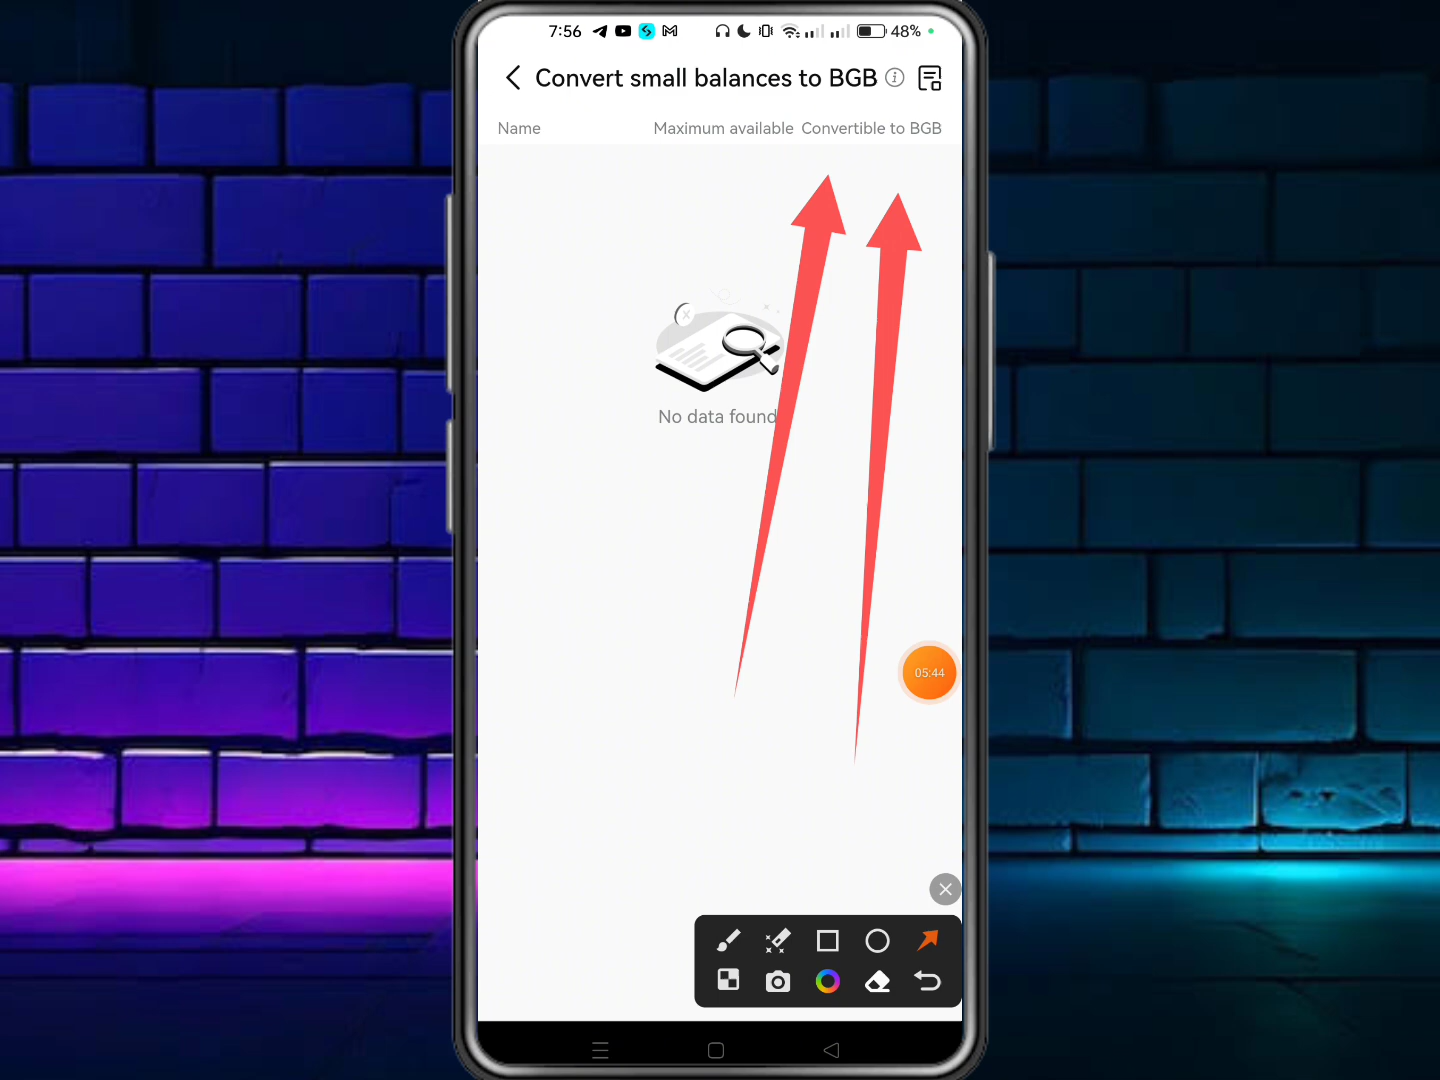 7:56 48%
Convert small balances to BGB
Name Maximum available Convertible to BGB
No data found
05:44